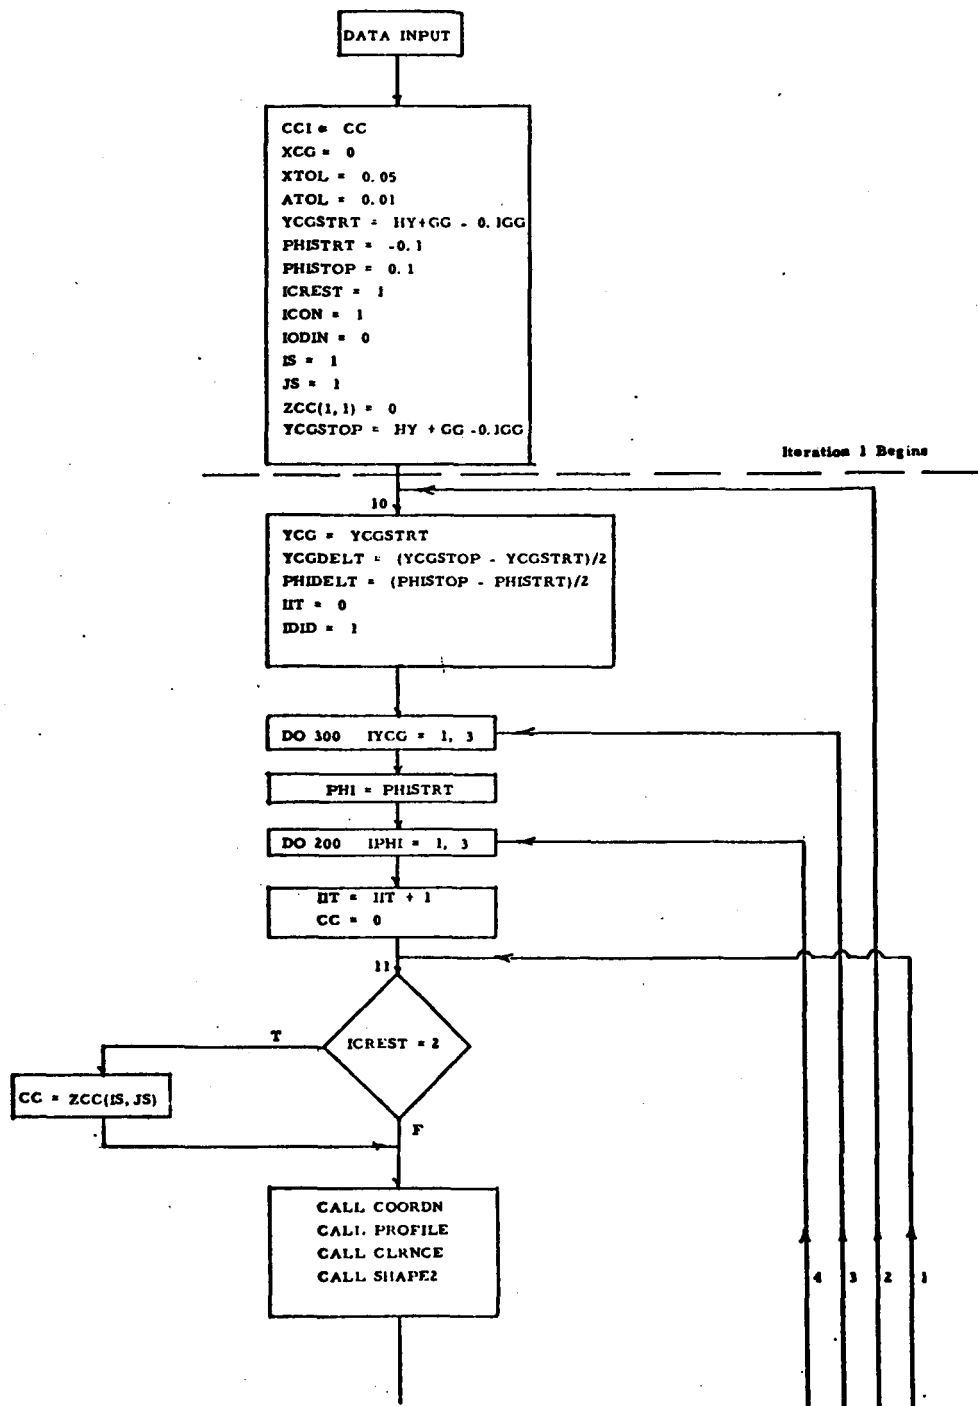 DATA INPUT
CCI = CC
XCG = 0
XTOL = 0.05
ATOL = 0.01
YCGSTRT = HY+GG - 0.1GG
PHISTRT = -0.1
PHISTOP = 0.1
ICREST = 1
ICON = 1
IODIN = 0
IS = 1
JS = 1
ZCC(1,1) = 0
YCGSTOP = HY + GG -0.1GG
Iteration 1 Begins
10
YCG = YCGSTRT
YCGDELT = (YCGSTOP - YCGSTRT)/2
PHIDELT = (PHISTOP - PHISTRT)/2
IIT = 0
IDID = 1
DO 300 IYCG = 1, 3
PHI = PHISTRT
DO 200 IPHI = 1, 3
IIT = IIT + 1
CC = 0
11
ICREST = 2
T
CC = ZCC(IS, JS)
F
CALL COORDN
CALL PROFILE
CALL CLRNCE
CALL SHAPE2
4 3 2 1